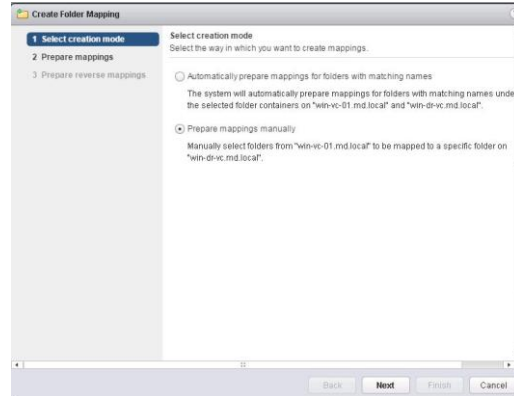 Create Folder Mapping
1 Select creation mode
2 Prepare mappings
3 Prepare reverse mappings
Select creation mode
Select the way in which you want to create mappings.
Automatically prepare mappings for folders with matching names
The system will automatically prepare mappings for folders with matching names unde
the selected folder containers on "win-vc-01.md.local" and "win-dr-vc.md.local".
Prepare mappings manually
Manually select folders from "win-vc-01.md.local" to be mapped to a specific folder on
"win-dr-vc.md.local".
Back Next Finish Cancel